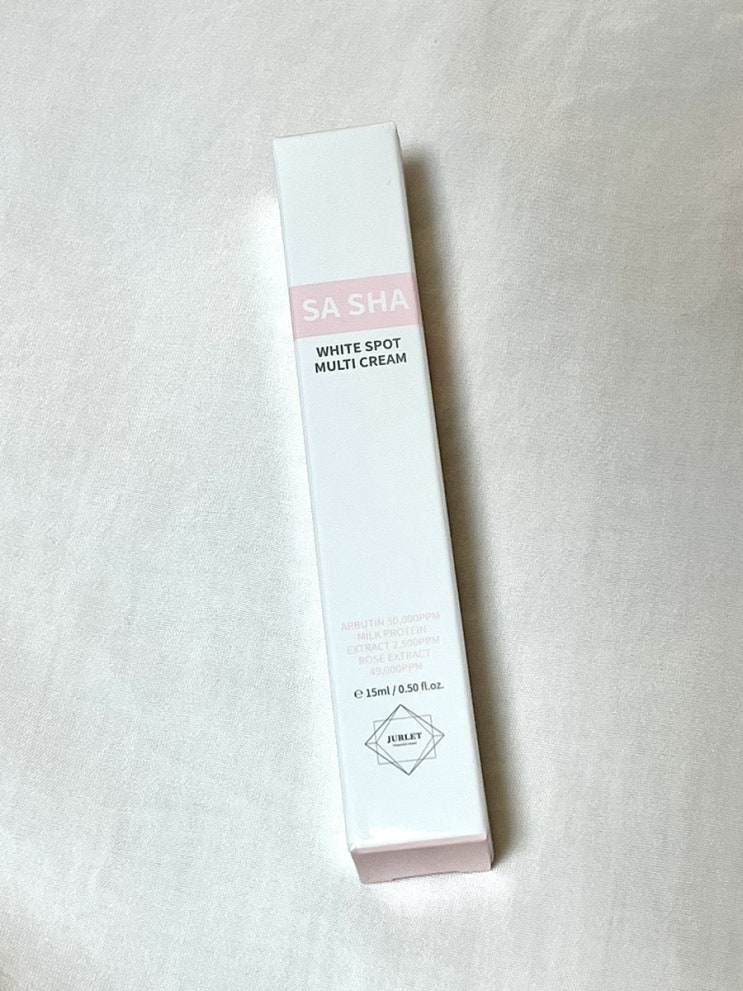 SA SHA
WHITE SPOT
MULTI CREAM
ARBUTIN 50,000PPM
MILK PROTEIN
EXTRACT 2,500PPM
ROSE EXTRACT
49,000PPM
℮ 15ml / 0.50 fl.oz.
JURLET